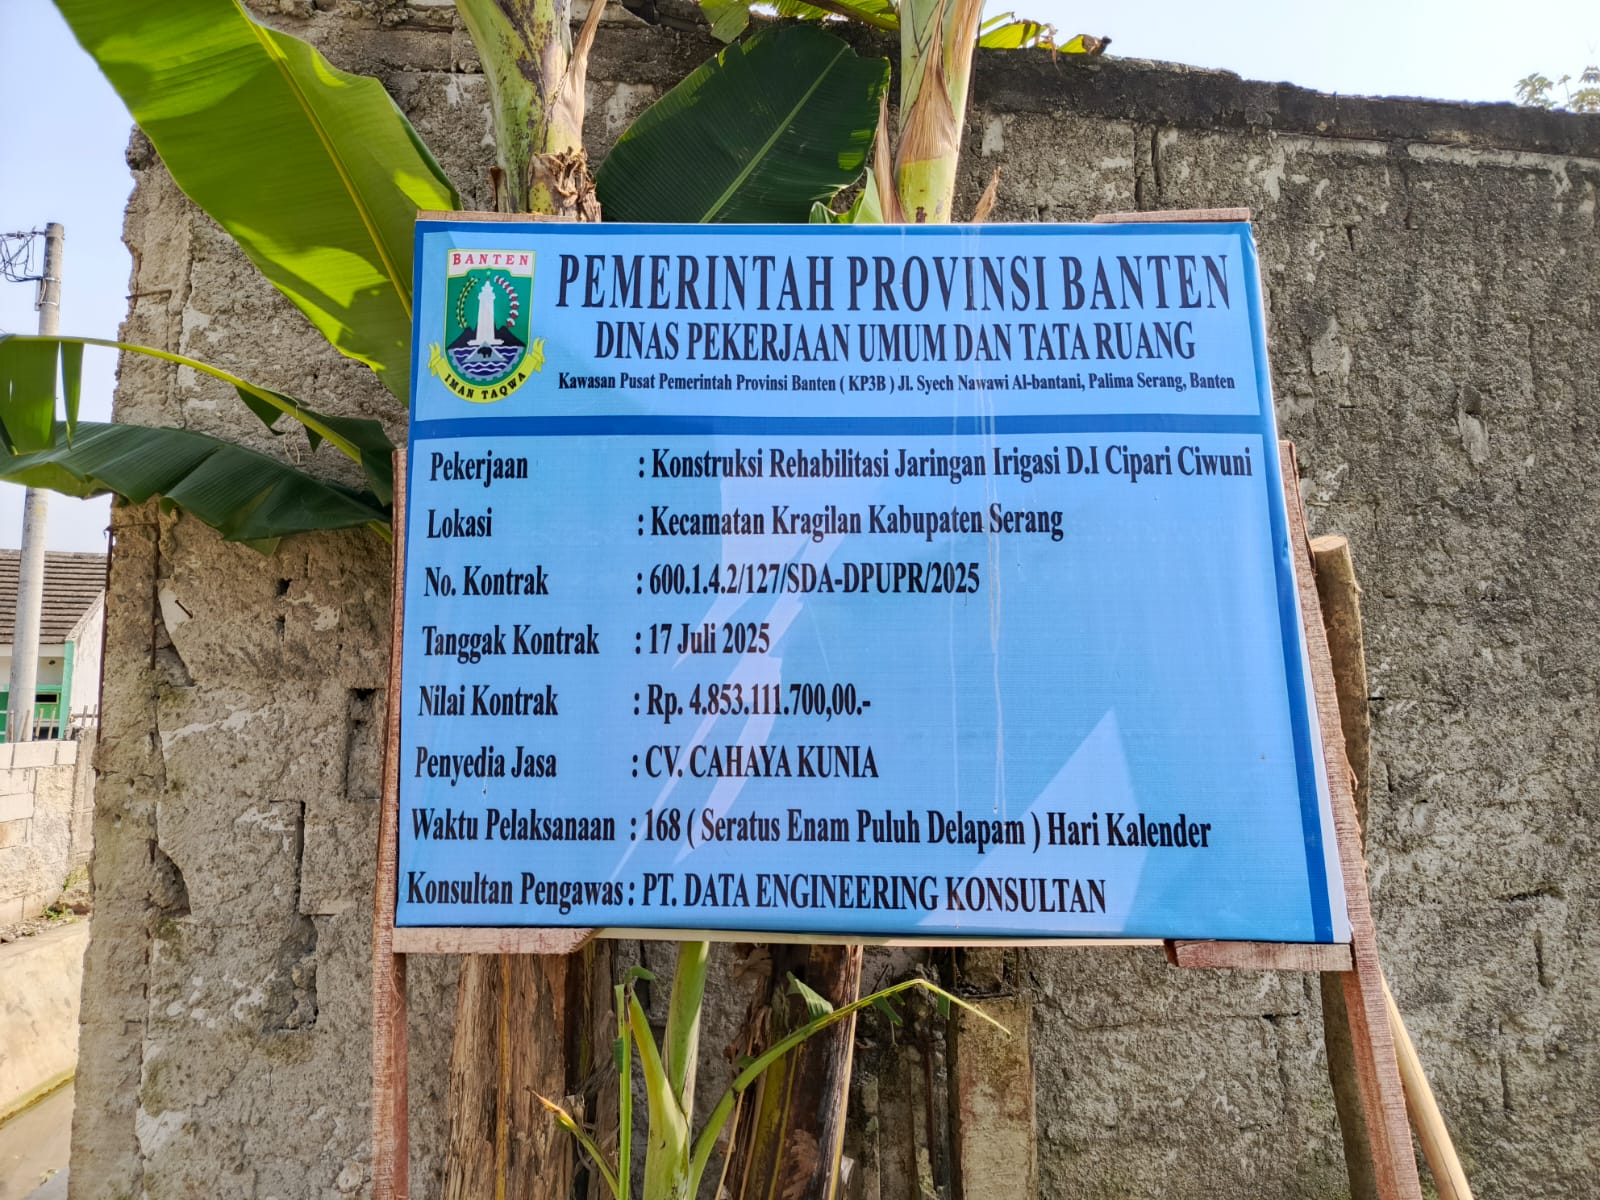 BANTEN
IMAN TAQWA
PEMERINTAH PROVINSI BANTEN
DINAS PEKERJAAN UMUM DAN TATA RUANG
Kawasan Pusat Pemerintah Provinsi Banten ( KP3B ) Jl. Syech Nawawi Al-bantani, Palima Serang, Banten
Pekerjaan : Konstruksi Rehabilitasi Jaringan Irigasi D.I Cipari Ciwuni
Lokasi : Kecamatan Kragilan Kabupaten Serang
No. Kontrak : 600.1.4.2/127/SDA-DPUPR/2025
Tanggak Kontrak : 17 Juli 2025
Nilai Kontrak : Rp. 4.853.111.700,00.-
Penyedia Jasa : CV. CAHAYA KUNIA
Waktu Pelaksanaan : 168 ( Seratus Enam Puluh Delapam ) Hari Kalender
Konsultan Pengawas : PT. DATA ENGINEERING KONSULTAN